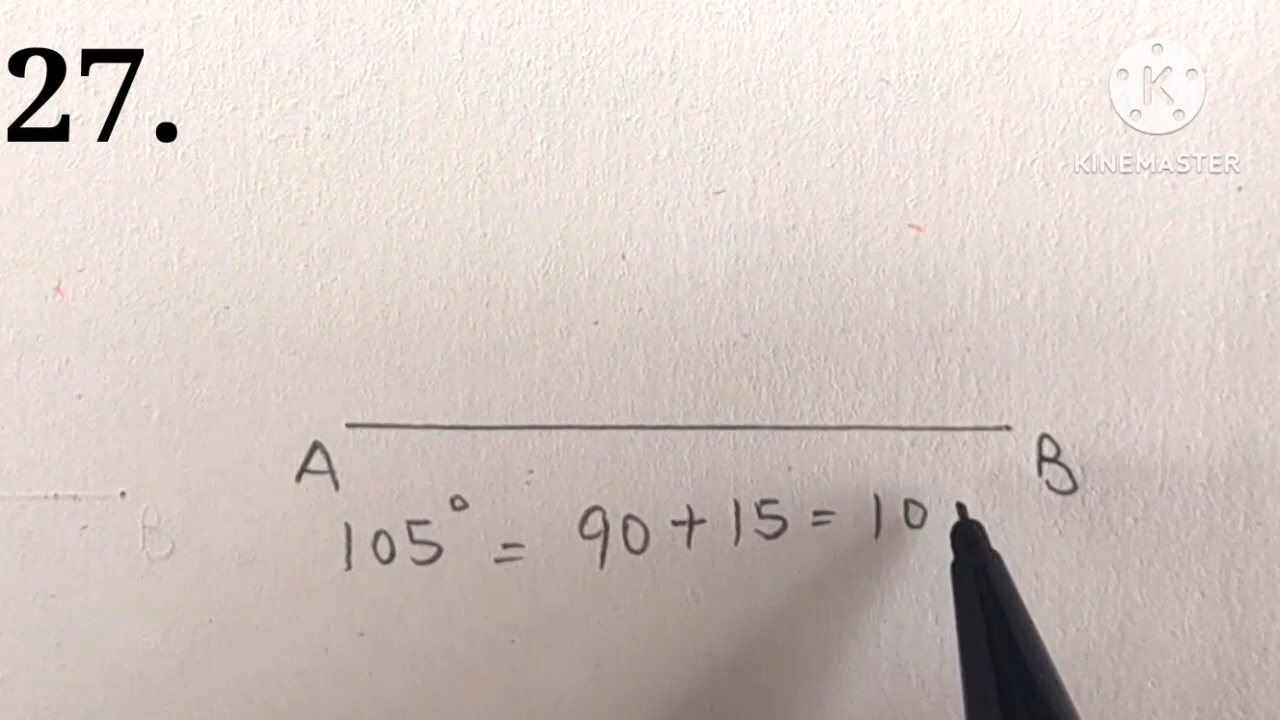 27.
K
KINEMASTER
A
B
105° = 90 + 15 = 10
B